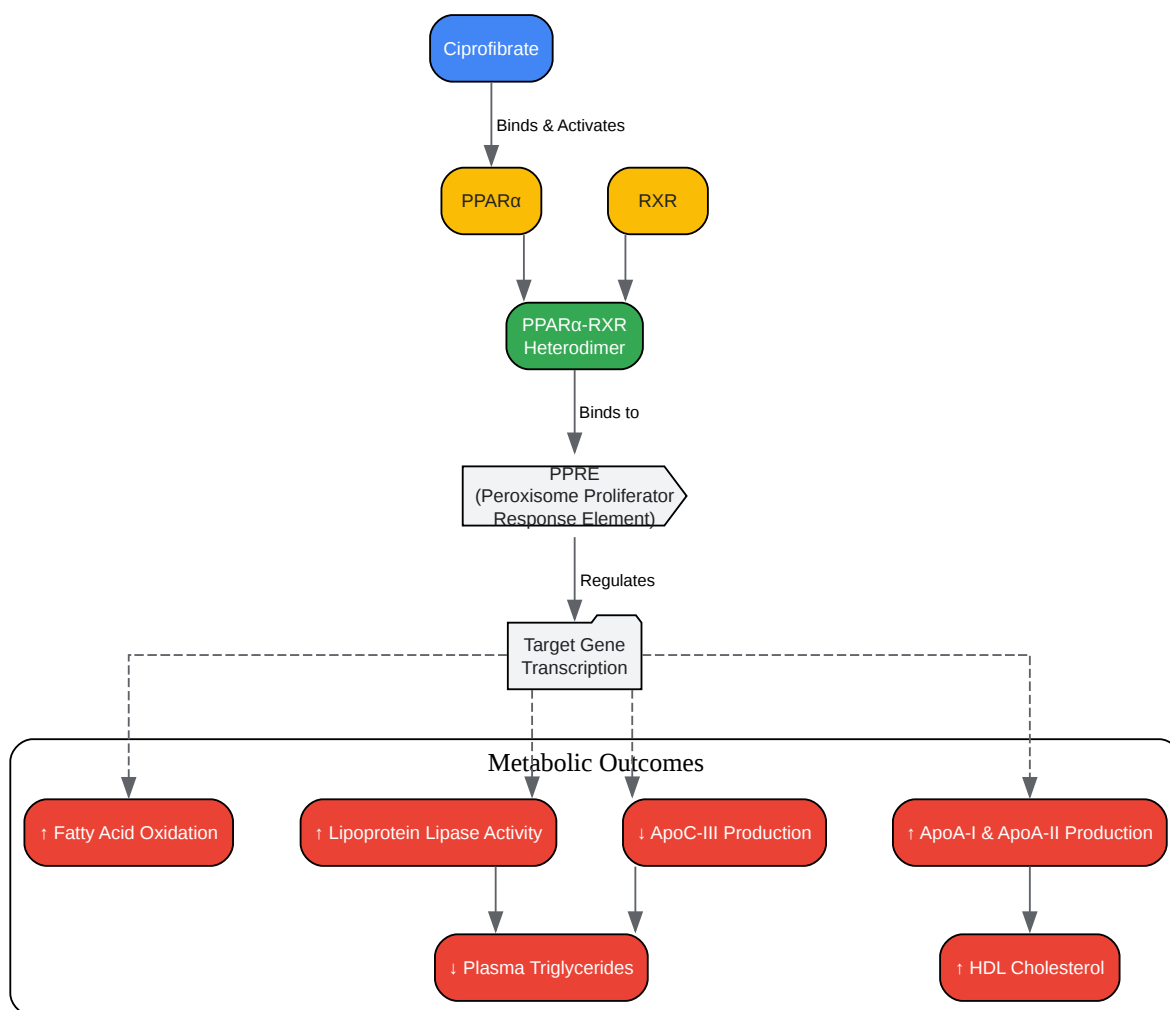 Ciprofibrate
Binds & Activates
PPARα
RXR
PPARα-RXR
Heterodimer
Binds to
PPRE
(Peroxisome Proliferator
Response Element)
Regulates
Target Gene
Transcription
Metabolic Outcomes
↑ Fatty Acid Oxidation
↑ Lipoprotein Lipase Activity
↓ ApoC-III Production
↑ ApoA-I & ApoA-II Production
↓ Plasma Triglycerides
↑ HDL Cholesterol